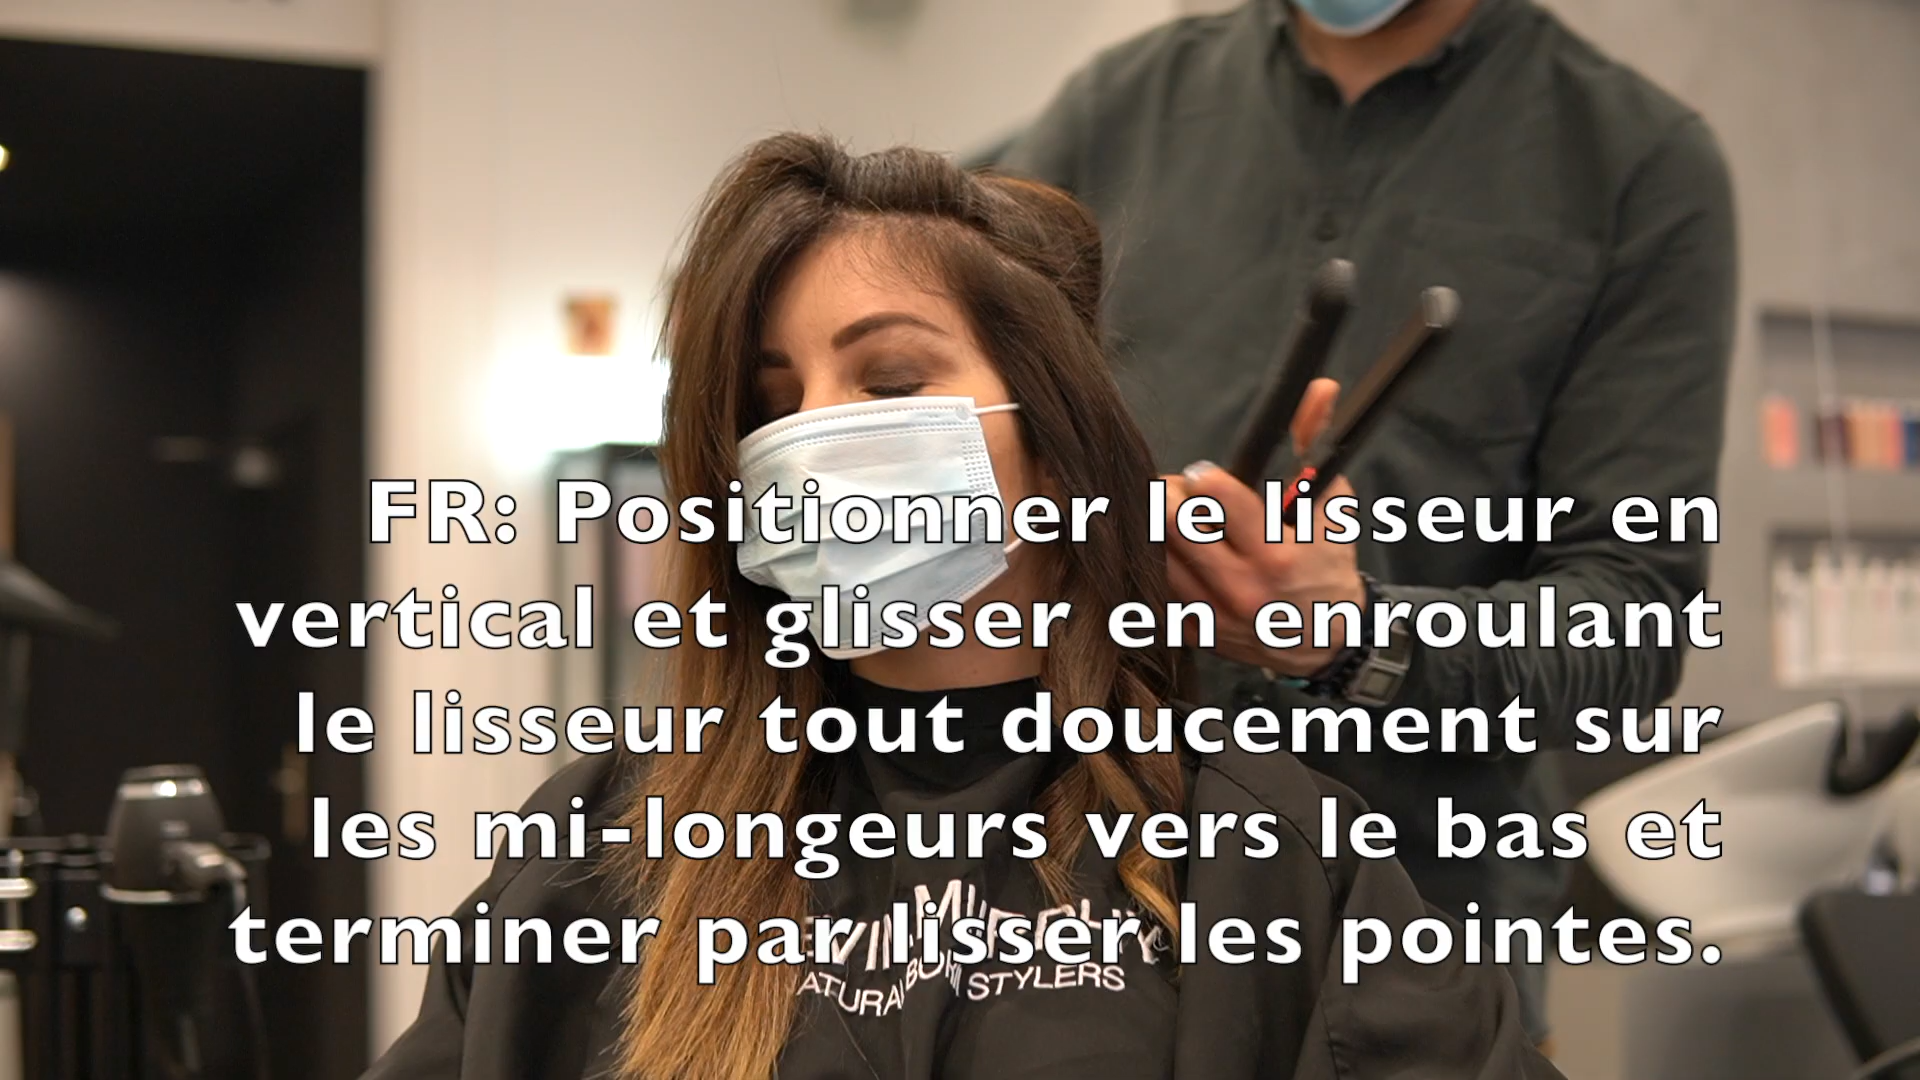 FR: Positionner le lisseur en
vertical et glisser en enroulant
le lisseur tout doucement sur
les mi-longeurs vers le bas et
terminer par lisser les pointes.
STYLERS